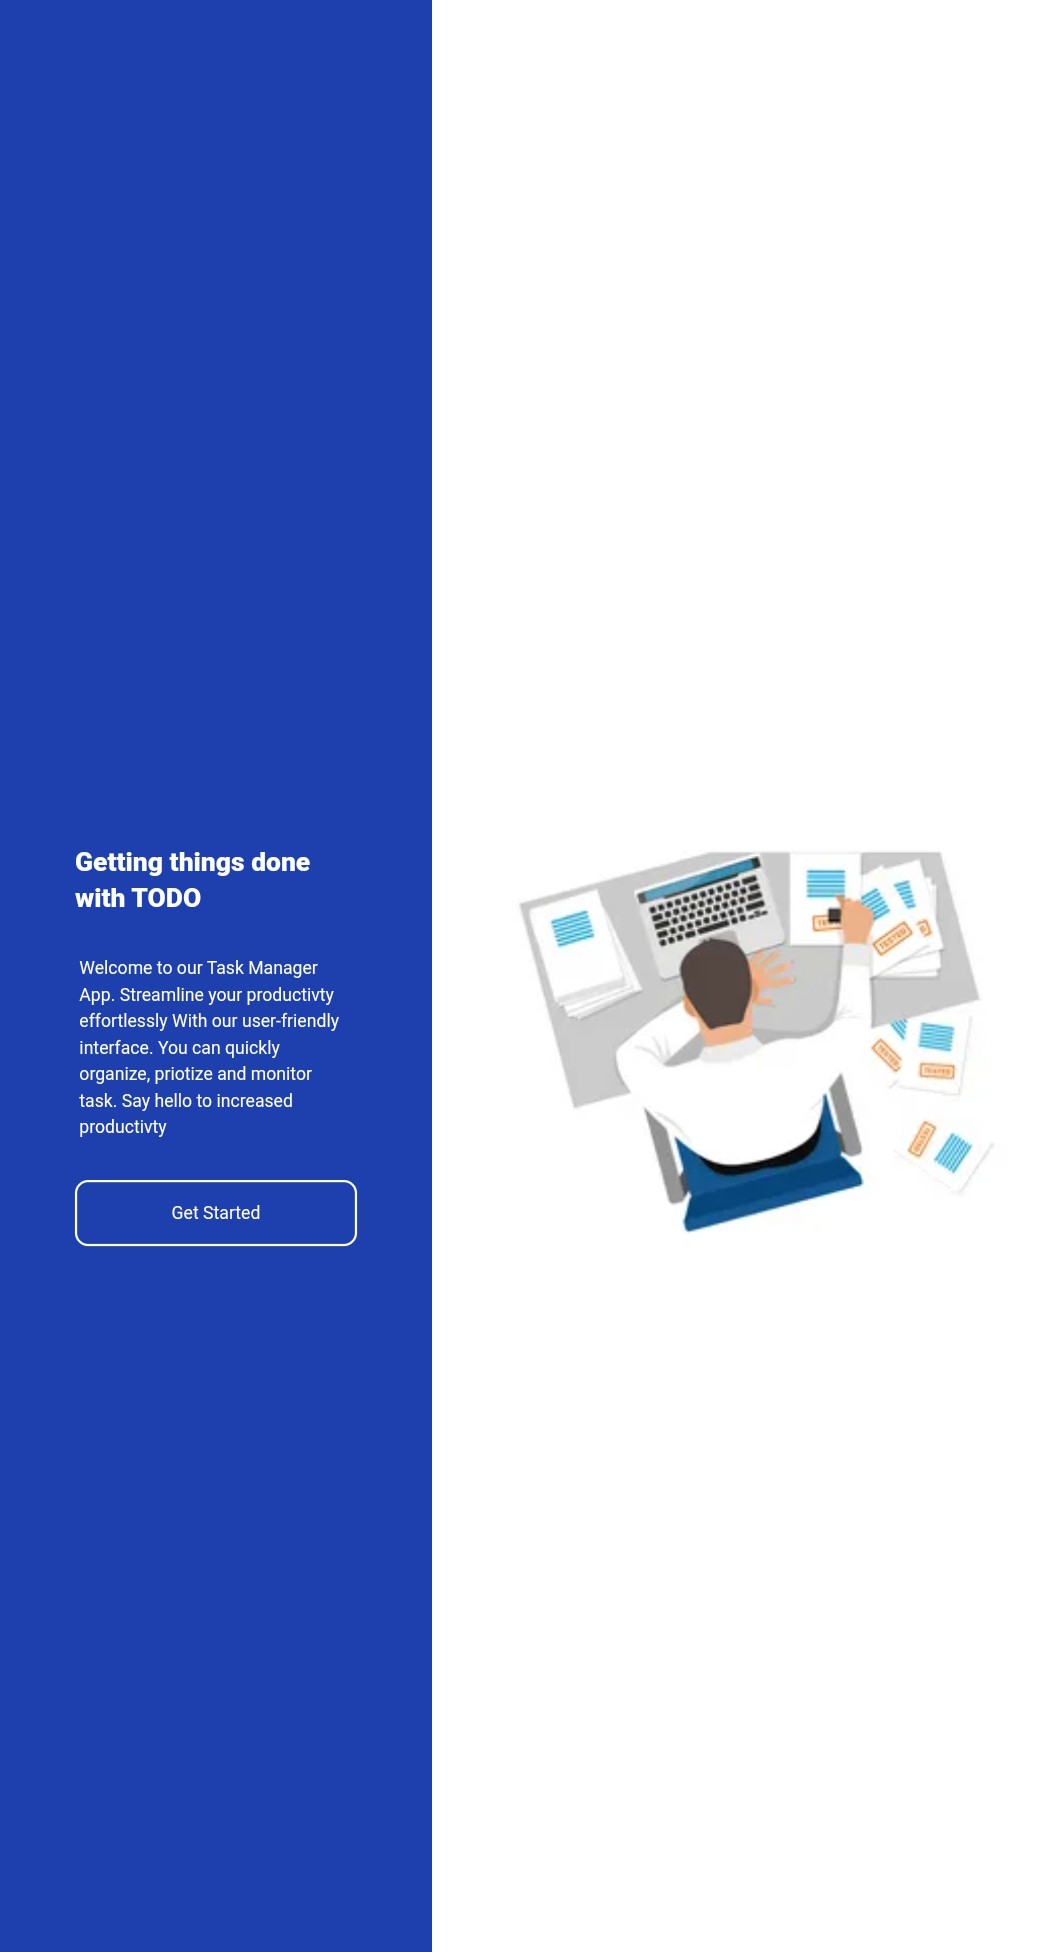 Getting things done
with TODO
Welcome to our Task Manager
App. Streamline your productivty
effortlessly With our user-friendly
interface. You can quickly
organize, priotize and monitor
task. Say hello to increased
productivty
Get Started
TESTED
TESTED
TESTED
TESTED